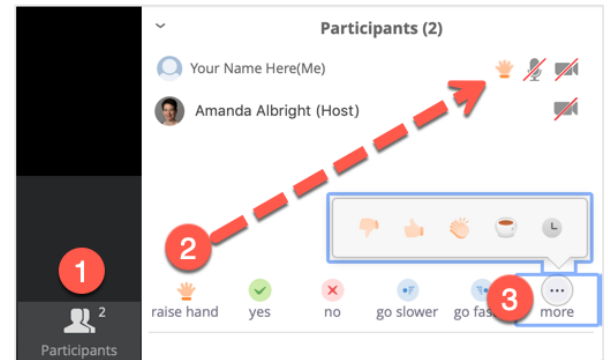 Participants (2)
Your Name Here(Me)
Amanda Albright (Host)
2
1
3
raise hand
yes
no
go slower
go fas
more
2
Participants